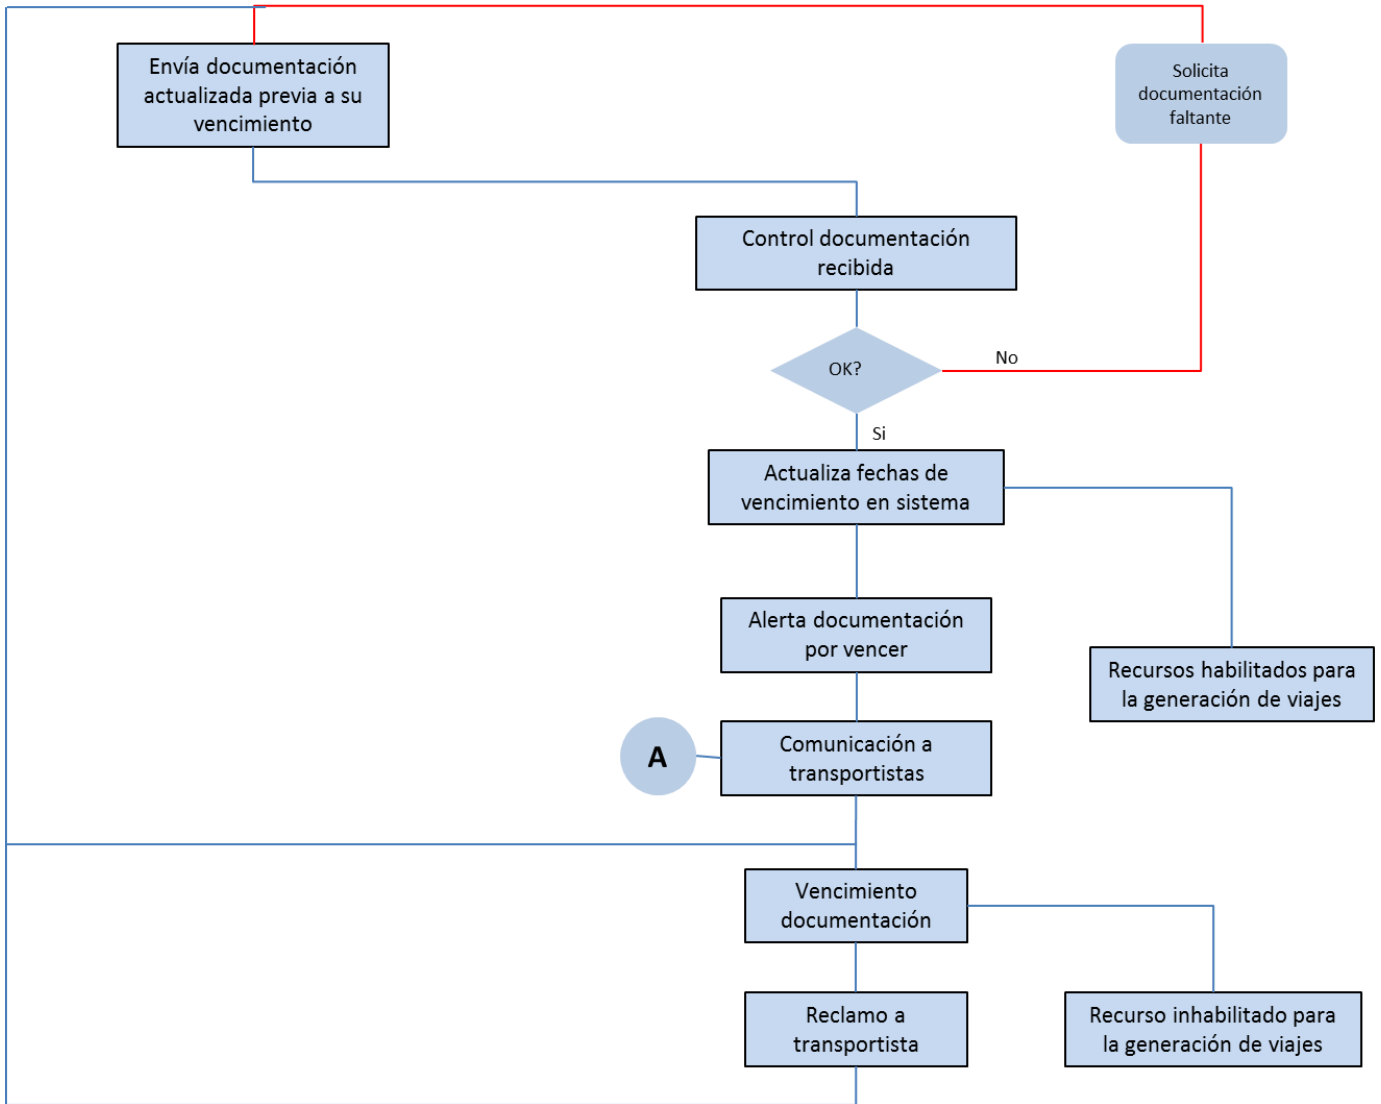 Envía documentación
actualizada previa a su
vencimiento
Solicita
documentación
faltante
Control documentación
recibida
OK?
No
Si
Actualiza fechas de
vencimiento en sistema
Alerta documentación
por vencer
Recursos habilitados para
la generación de viajes
A
Comunicación a
transportistas
Vencimiento
documentación
Reclamo a
transportista
Recurso inhabilitado para
la generación de viajes